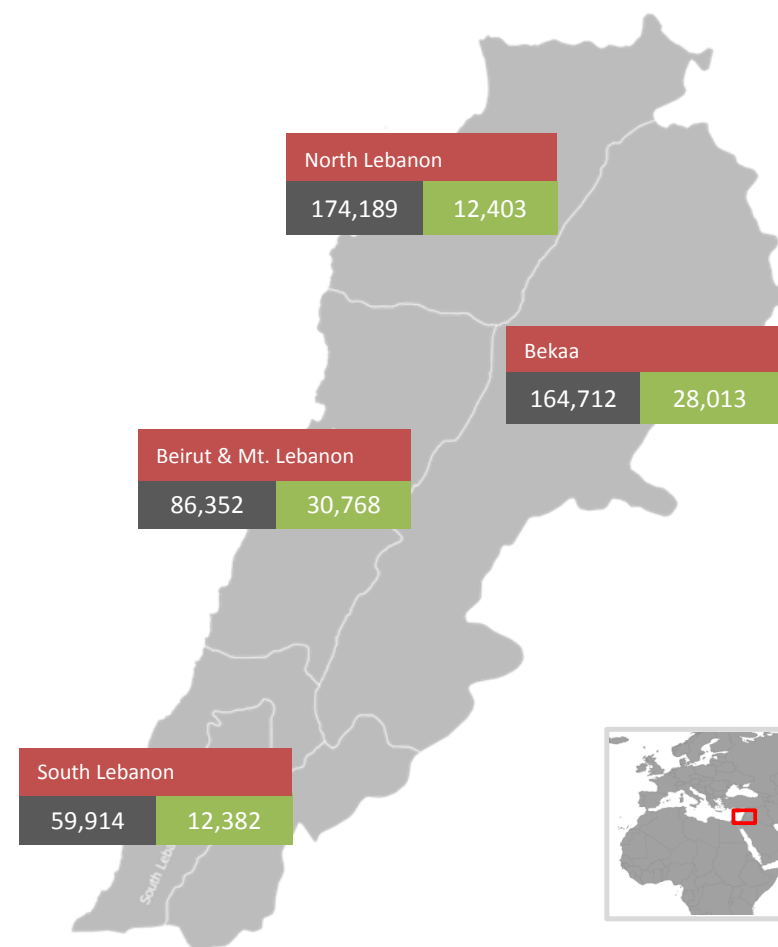 North Lebanon
174,189 12,403
Bekaa
164,712 28,013
Beirut & Mt. Lebanon
86,352 30,768
South Lebanon
59,914 12,382
South